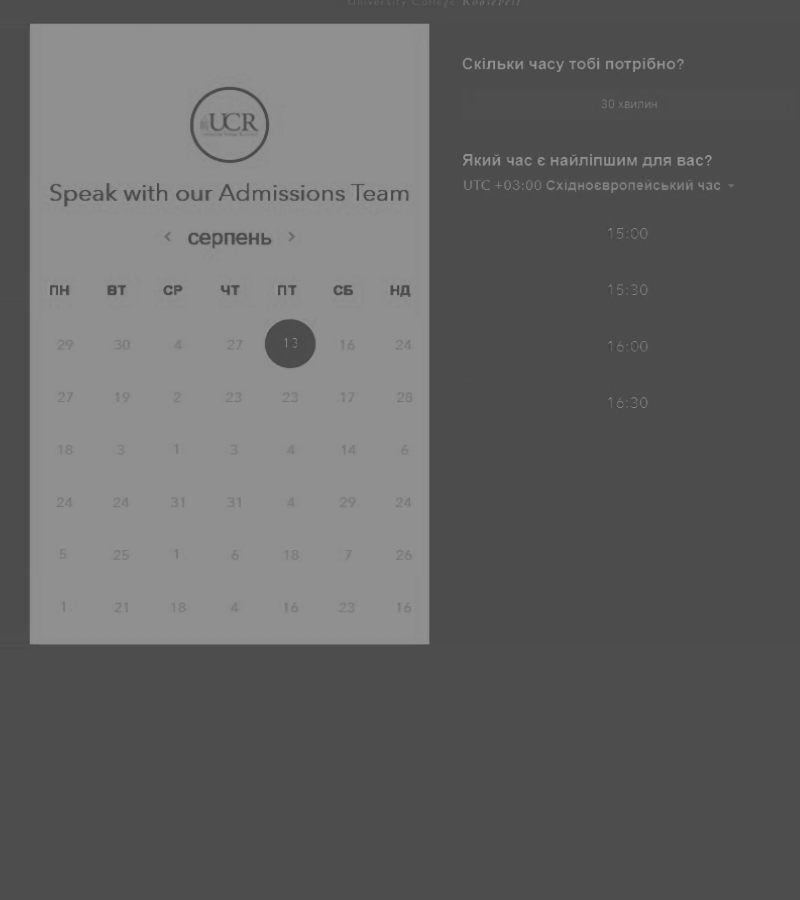 University College Roosevelt
UCR
Speak with our Admissions Team
‹ серпень ›
ПН ВТ СР ЧТ ПТ СБ НД
29 30 4 27 13 16 24
27 19 2 23 23 17 28
18 3 1 3 4 14 6
24 24 31 31 4 29 24
5 25 1 6 18 7 26
1 21 18 4 16 23 16
Скільки часу тобі потрібно?
30 хвилин
Який час є найліпшим для вас?
UTC +03:00 Східноєвропейський час
15:00
15:30
16:00
16:30